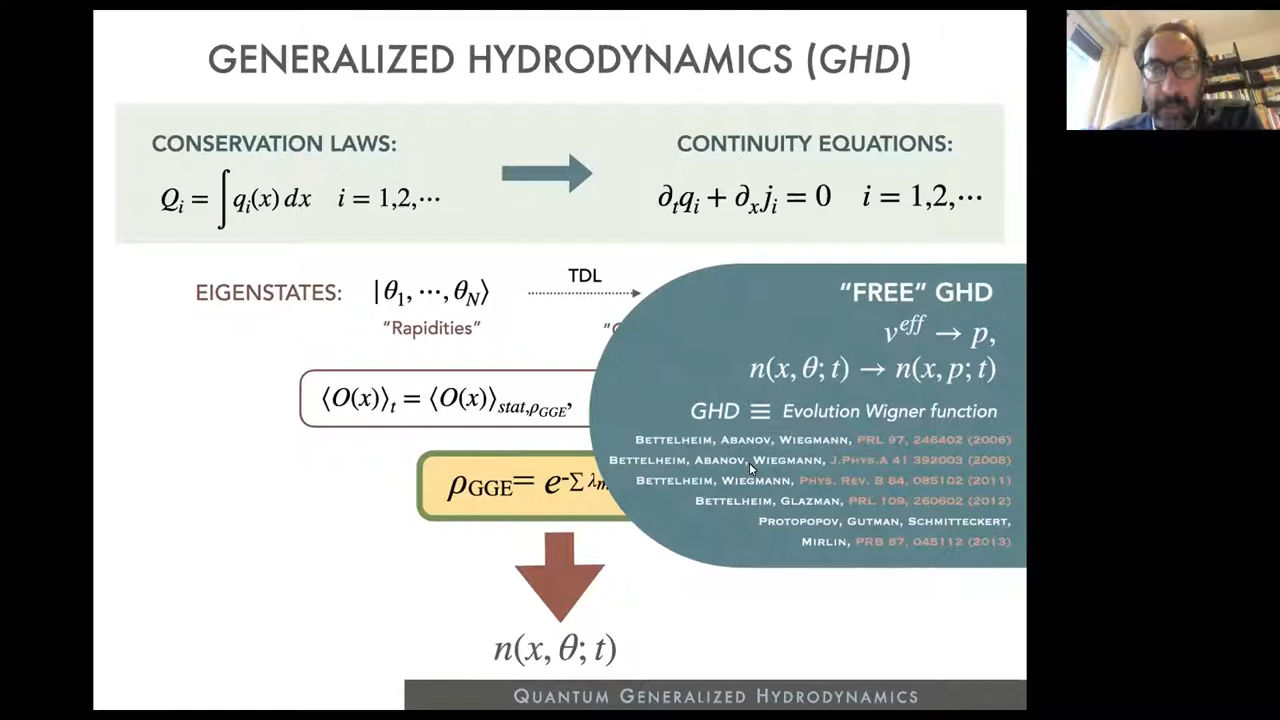 GENERALIZED HYDRODYNAMICS (GHD)
CONSERVATION LAWS:
CONTINUITY EQUATIONS:
Q_i = ∫ q_i(x) dx   i = 1,2,⋯
∂_t q_i + ∂_x j_i = 0   i = 1,2,⋯
EIGENSTATES: |θ_1, ⋯, θ_N⟩
TDL
"Rapidities"
⟨O(x)⟩_t = ⟨O(x)⟩_{stat,ρ_GGE},
ρ_GGE = e^{-∑ λ_m
n(x, θ; t)
"FREE" GHD
v^{eff} → p,
n(x, θ; t) → n(x, p; t)
GHD ≡ Evolution Wigner function
BETTELHEIM, ABANOV, WIEGMANN, PRL 97, 246402 (2006)
BETTELHEIM, ABANOV, WIEGMANN, J.PHYS.A 41 392003 (2008)
BETTELHEIM, WIEGMANN, PHYS. REV. B 84, 085102 (2011)
BETTELHEIM, GLAZMAN, PRL 109, 260602 (2012)
PROTOPOPOV, GUTMAN, SCHMITTECKERT,
MIRLIN, PRB 87, 045112 (2013)
QUANTUM GENERALIZED HYDRODYNAMICS